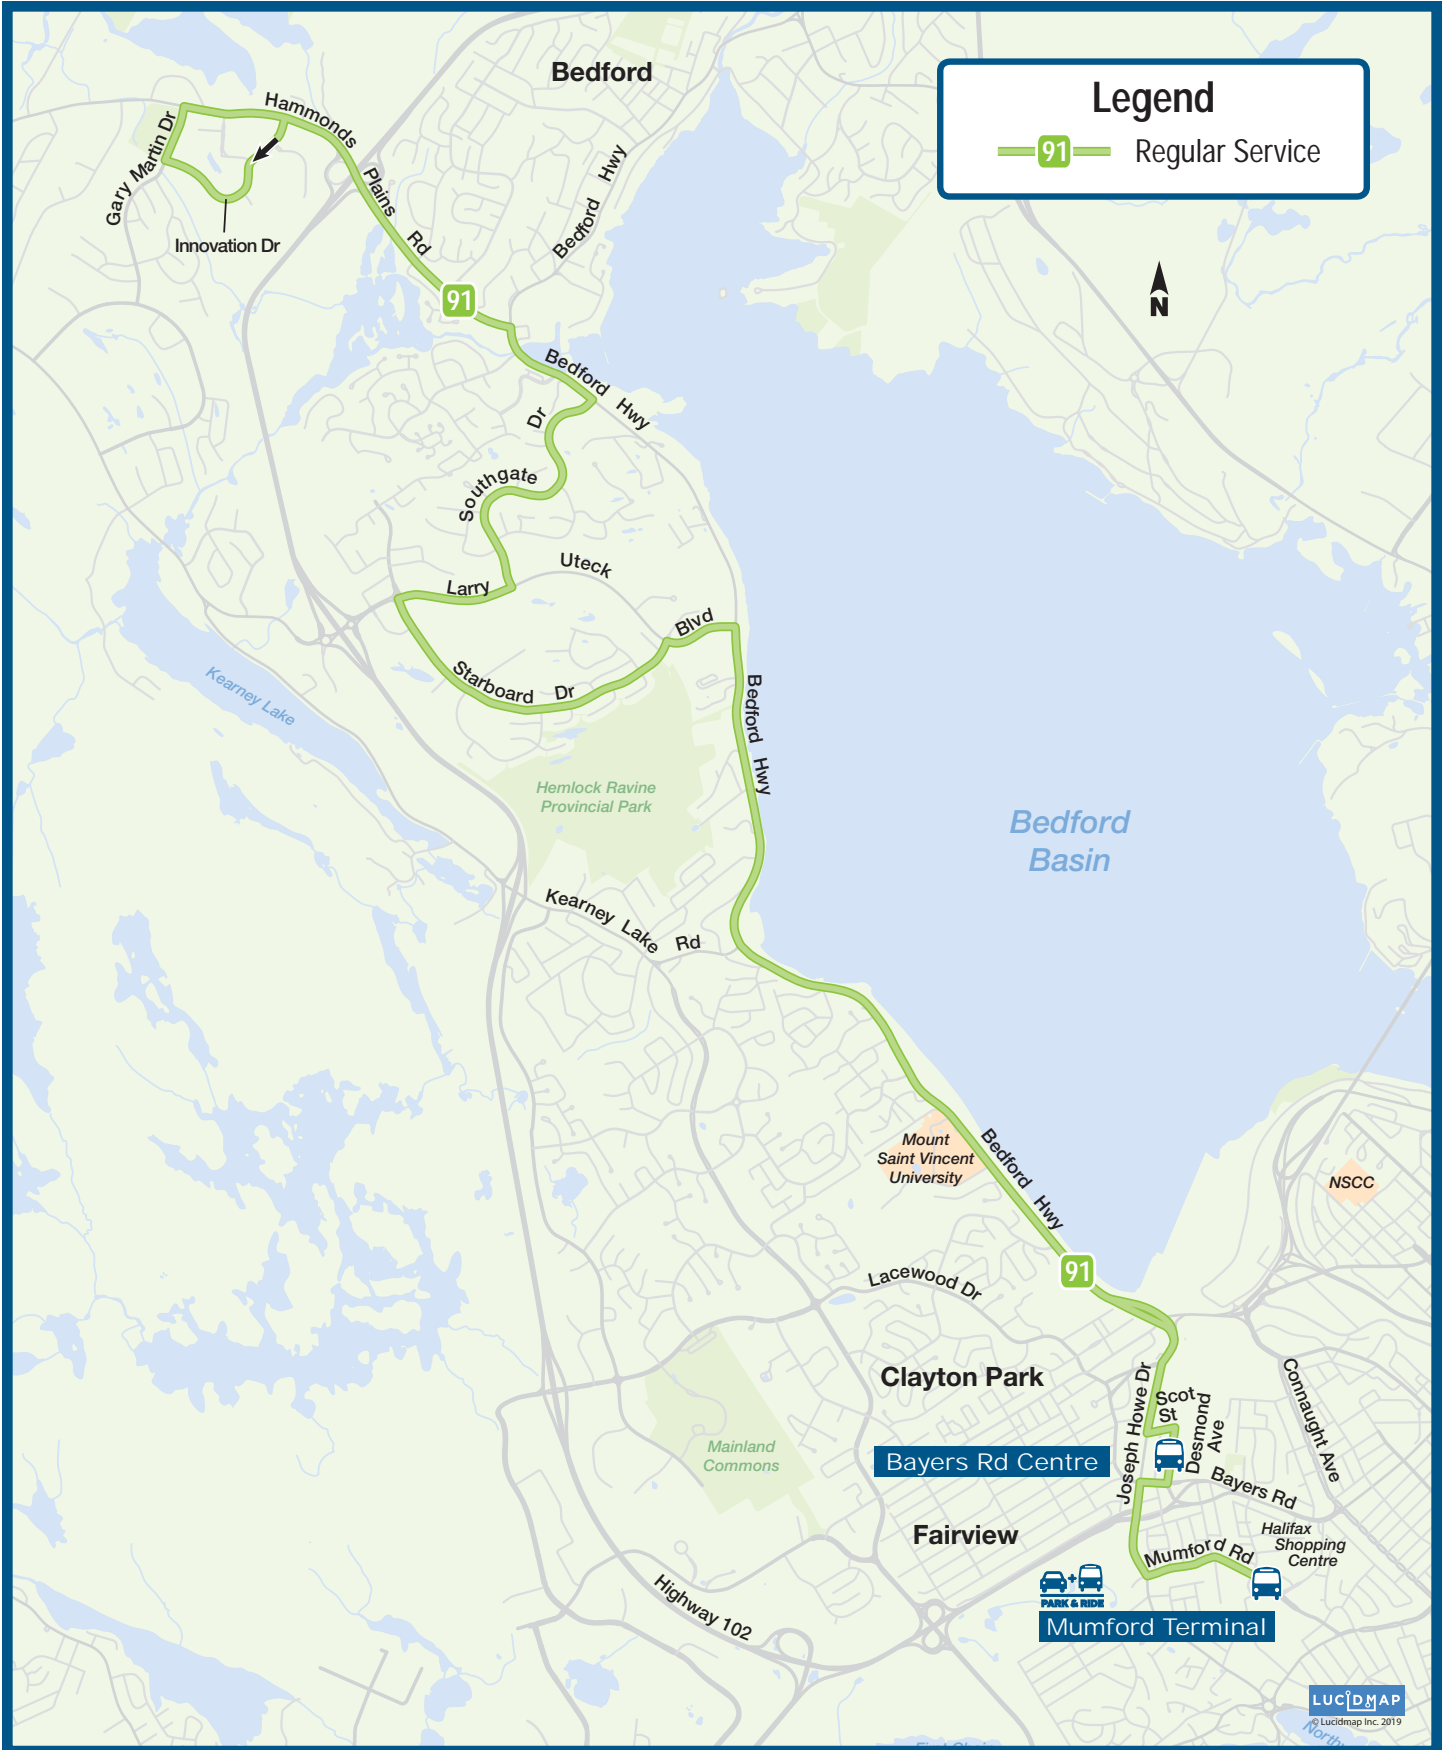 Bedford
Legend
91 Regular Service
N
Hammonds
Plains
Rd
Gary Martin Dr
Innovation Dr
Bedford Hwy
91
Bedford Hwy
Southgate Dr
Larry
Uteck
Blvd
Starboard Dr
Kearney Lake
Bedford Hwy
Hemlock Ravine
Provincial Park
Bedford
Basin
Kearney Lake Rd
Mount
Saint Vincent
University
Bedford Hwy
NSCC
91
Lacewood Dr
Clayton Park
Joseph Howe Dr
Scot
St
Desmond
Ave
Connaught Ave
Mainland
Commons
Bayers Rd Centre
Bayers Rd
Fairview
Halifax
Shopping
Centre
Mumford Rd
PARK & RIDE
Mumford Terminal
Highway 102
LUCIDMAP
© Lucidmap Inc. 2019